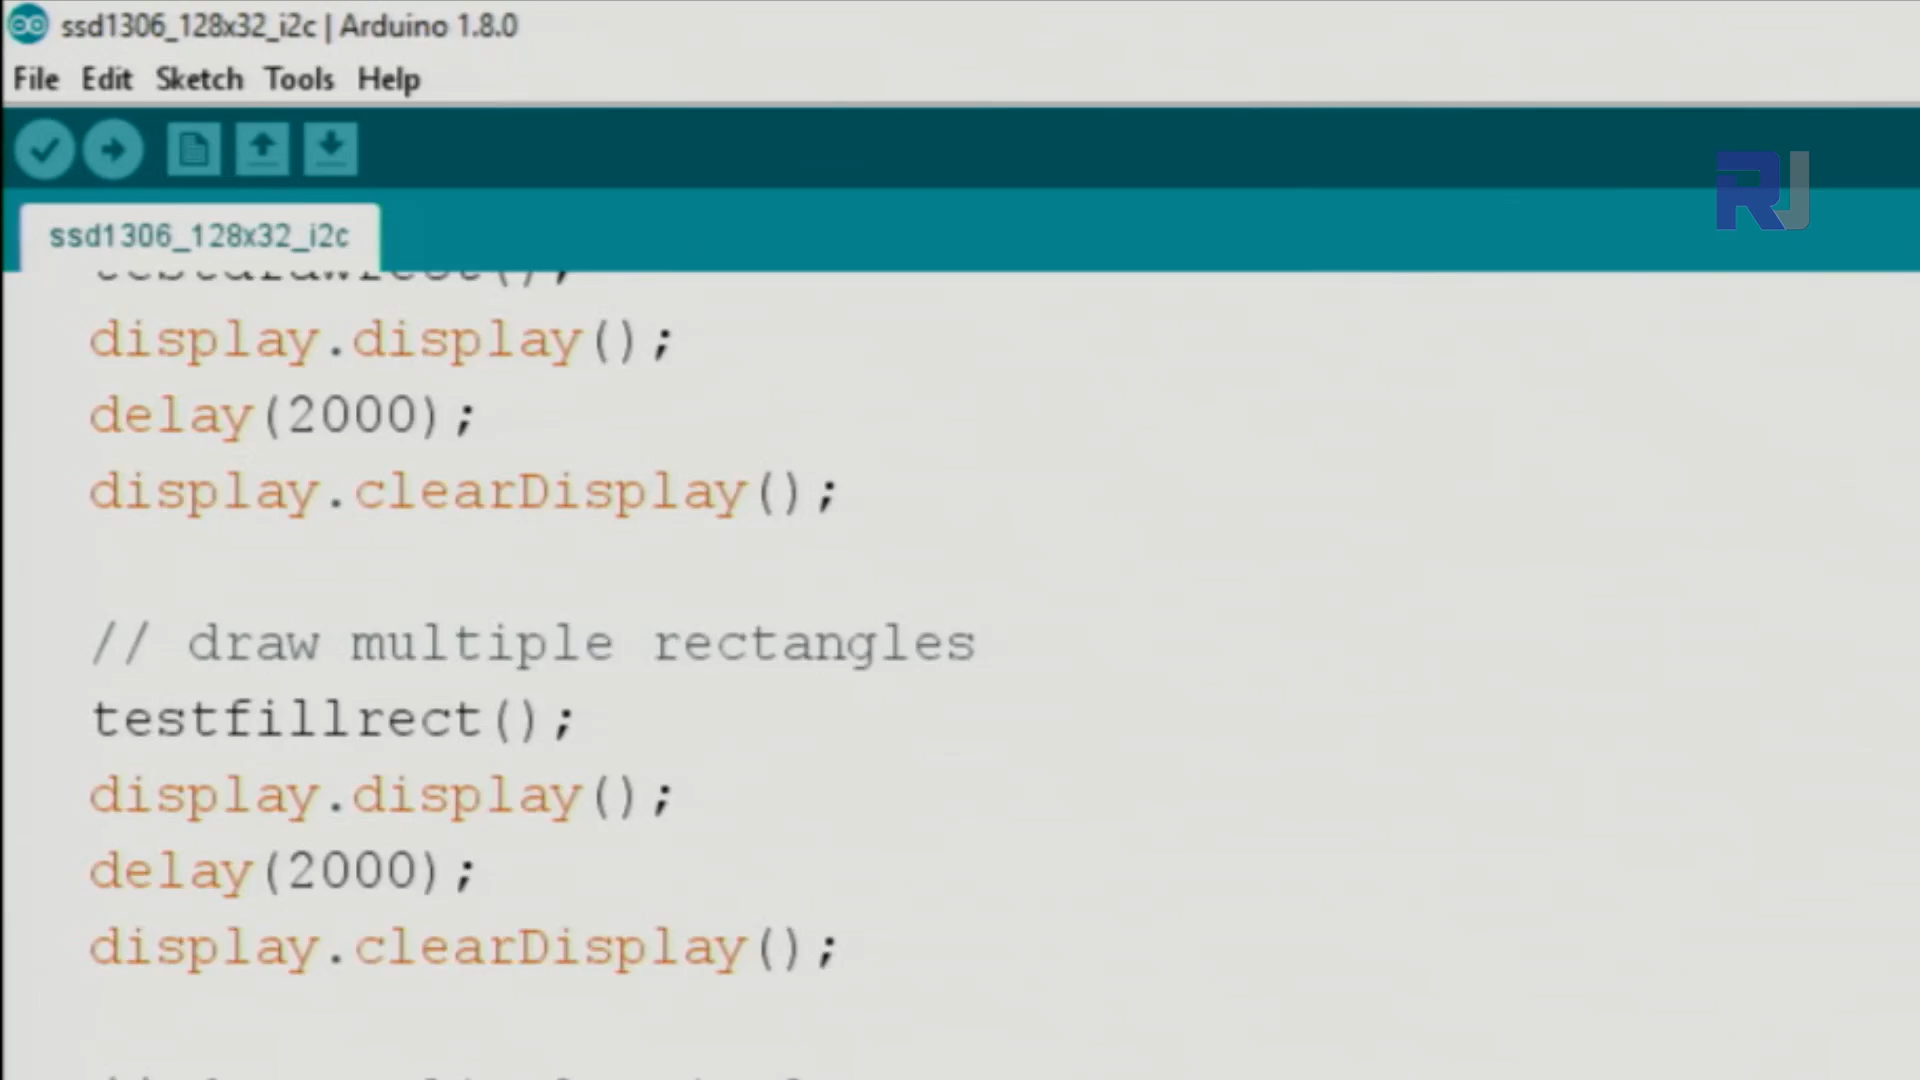 ssd1306_128x32_i2c | Arduino 1.8.0
File Edit Sketch Tools Help
RJ
ssd1306_128x32_i2c
display.display();
delay(2000);
display.clearDisplay();
// draw multiple rectangles
testfillrect();
display.display();
delay(2000);
display.clearDisplay();